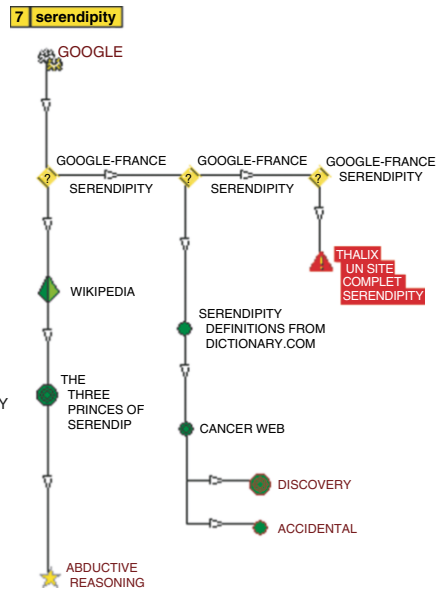 7 serendipity
GOOGLE
GOOGLE-FRANCE
SERENDIPITY
GOOGLE-FRANCE
SERENDIPITY
GOOGLE-FRANCE
SERENDIPITY
?
?
?
THALIX
UN SITE
COMPLET
SERENDIPITY
!
WIKIPEDIA
SERENDIPITY
DEFINITIONS FROM
DICTIONARY.COM
THE
THREE
PRINCES OF
SERENDIP
Y
CANCER WEB
DISCOVERY
ACCIDENTAL
ABDUCTIVE
REASONING